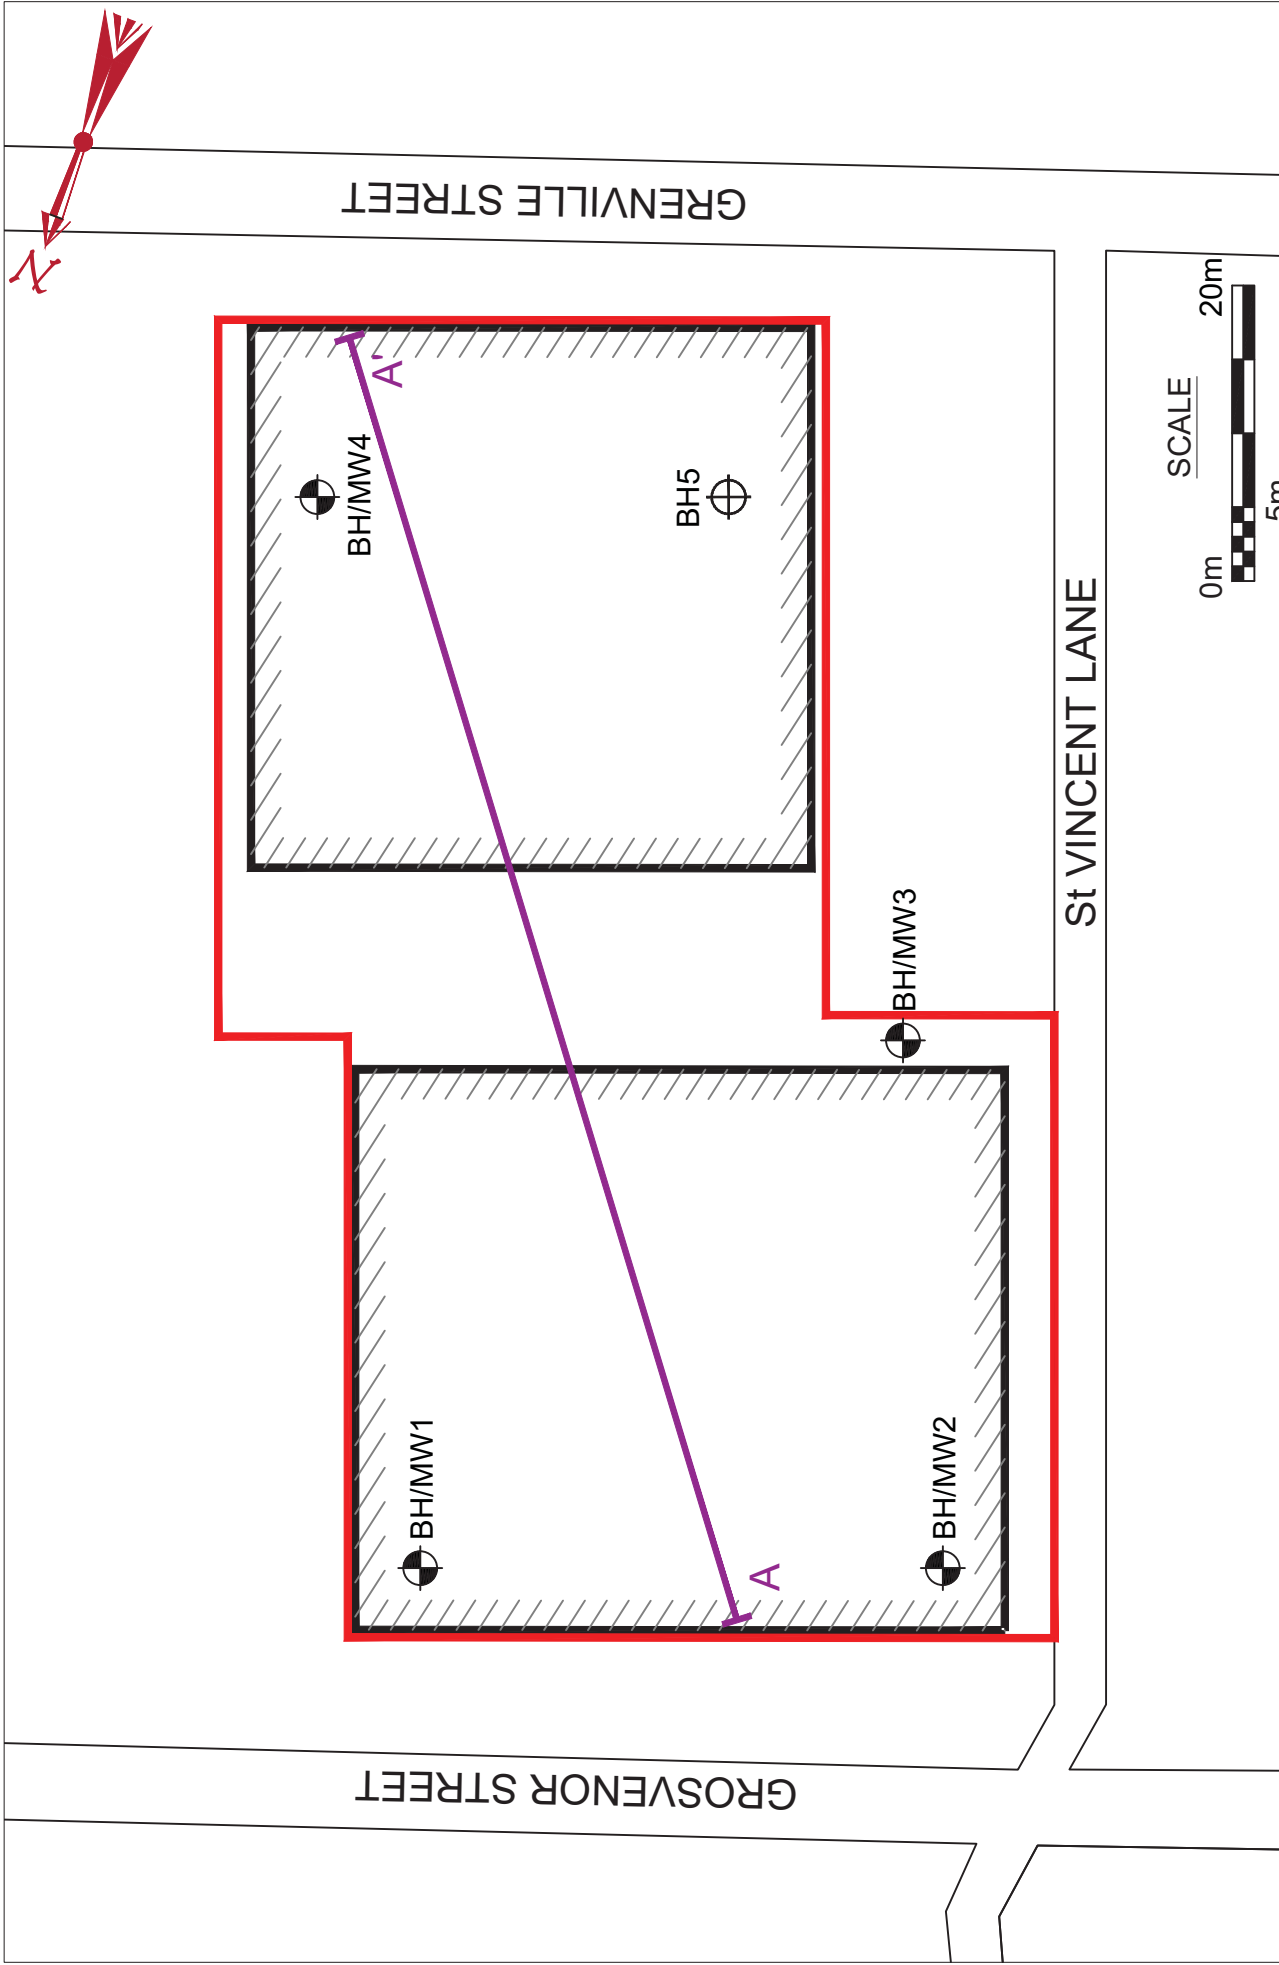 N
GRENVILLE STREET
A'
BH/MW4
BH5
SCALE
0m
20m
5m
St VINCENT LANE
BH/MW3
BH/MW1
BH/MW2
A
GROSVENOR STREET